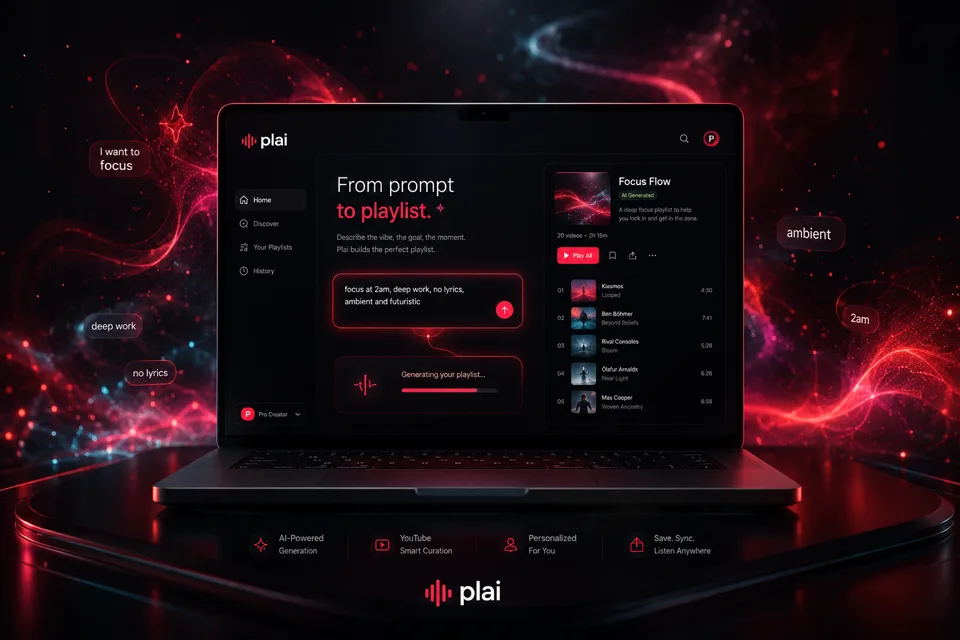 I want to
focus
deep work
no lyrics
ambient
2am
plai
P
Home
Discover
Your Playlists
History
P Pro Creator
From prompt
to playlist.
Describe the vibe, the goal, the moment.
Plai builds the perfect playlist.
focus at 2am, deep work, no lyrics,
ambient and futuristic
Generating your playlist...
Focus Flow
AI Generated
A deep focus playlist to help
you lock in and get in the zone.
20 videos • 2h 15m
Play All
01 Kiasmos 4:30
Looped
02 Ben Böhmer 7:41
Beyond Beliefs
03 Rival Consoles 5:28
Bloom
04 Ólafur Arnalds 6:26
Near Light
05 Max Cooper 6:56
Woven Ancestry
AI-Powered
Generation
YouTube
Smart Curation
Personalized
For You
Save. Sync.
Listen Anywhere
plai